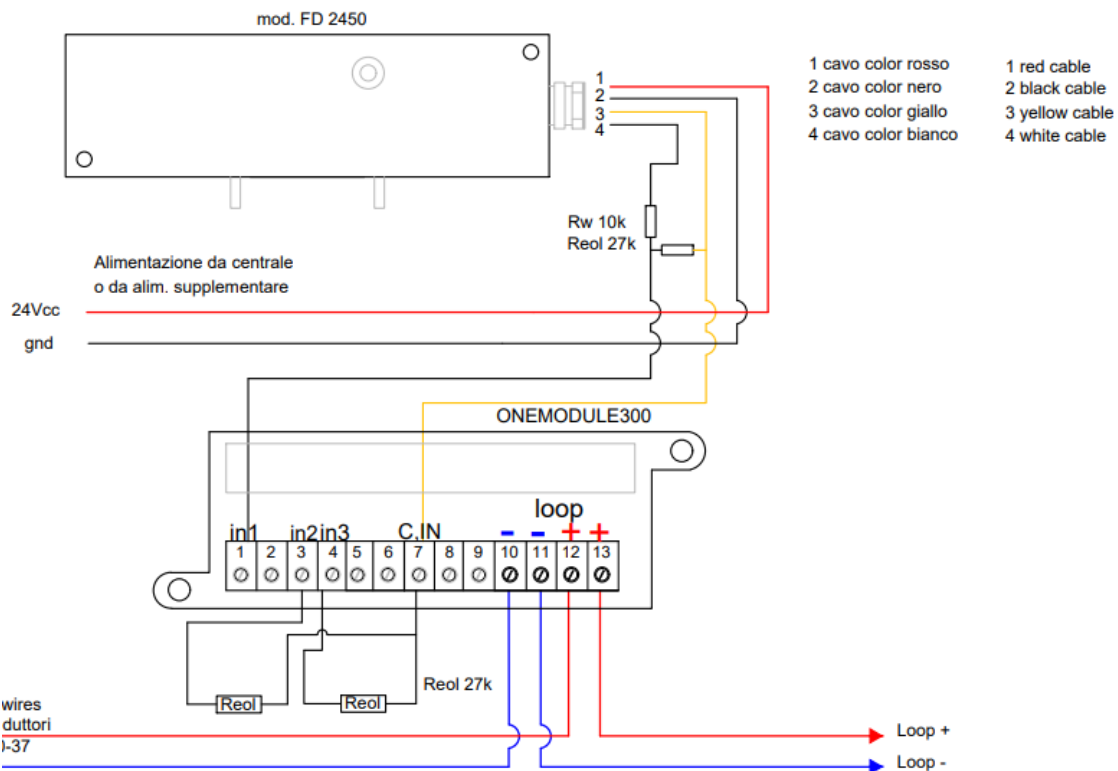 mod. FD 2450
1 cavo color rosso
2 cavo color nero
3 cavo color giallo
4 cavo color bianco
1 red cable
2 black cable
3 yellow cable
4 white cable
1
2
3
4
Rw 10k
Reol 27k
Alimentazione da centrale
o da alim. supplementare
24Vcc
gnd
ONEMODULE300
loop
in1 in2 in3 C.IN - - + +
1 2 3 4 5 6 7 8 9 10 11 12 13
Reol 27k
Reol Reol
wires
duttori
-37
Loop +
Loop -